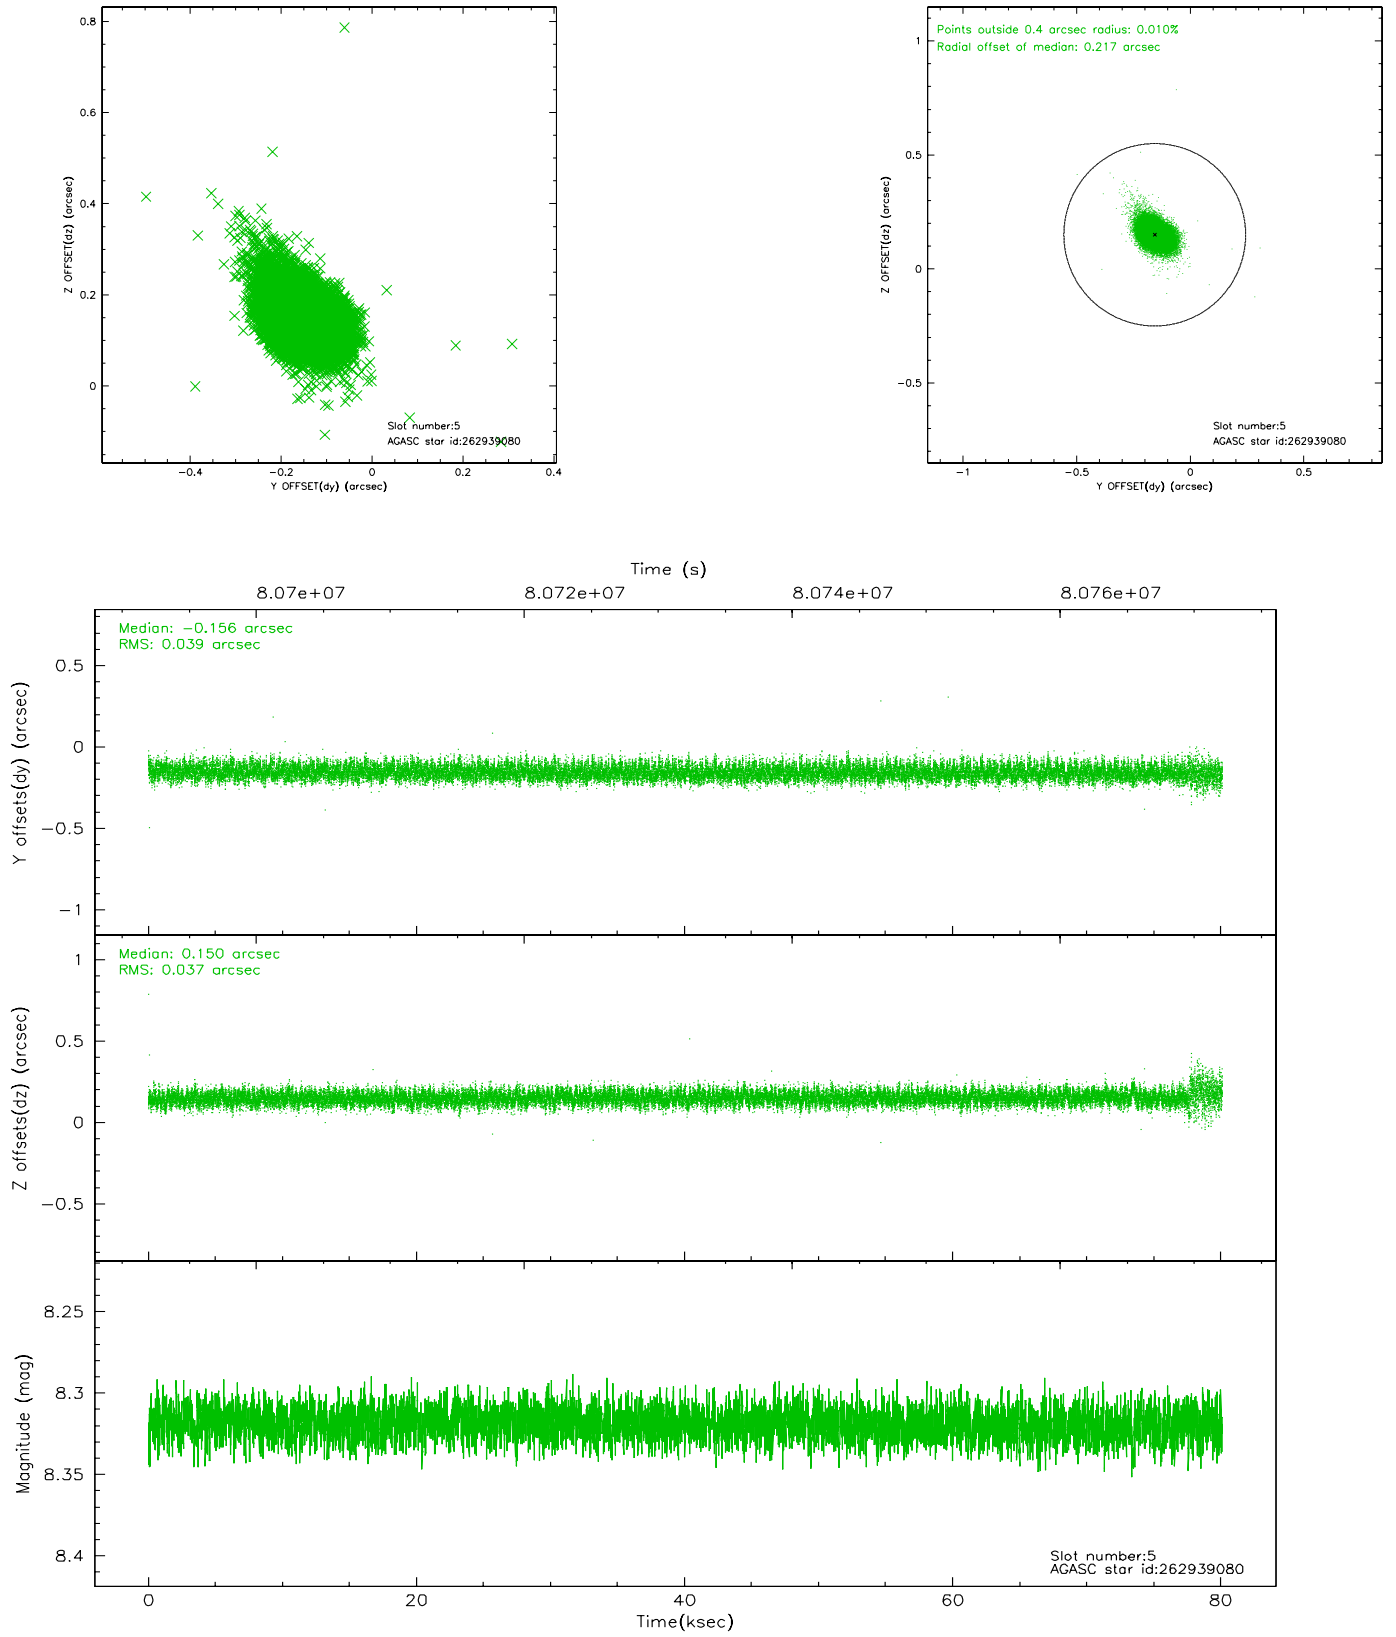 0.8
0.6
0.4
0.2
0
Z OFFSET(dz) (arcsec)
Slot number:5
AGASC star id:262939080
−0.4 −0.2 0 0.2 0.4
Y OFFSET(dy) (arcsec)
Points outside 0.4 arcsec radius: 0.010%
Radial offset of median: 0.217 arcsec
1
0.5
0
−0.5
Z OFFSET(dz) (arcsec)
Slot number:5
AGASC star id:262939080
−1 −0.5 0 0.5
Y OFFSET(dy) (arcsec)
Time (s)
8.07e+07 8.072e+07 8.074e+07 8.076e+07
Median: −0.156 arcsec
RMS: 0.039 arcsec
0.5
0
−0.5
−1
Y offsets(dy) (arcsec)
Median: 0.150 arcsec
RMS: 0.037 arcsec
1
0.5
0
−0.5
Z offsets(dz) (arcsec)
8.25
8.3
8.35
8.4
Magnitude (mag)
Slot number:5
AGASC star id:262939080
0 20 40 60 80
Time(ksec)